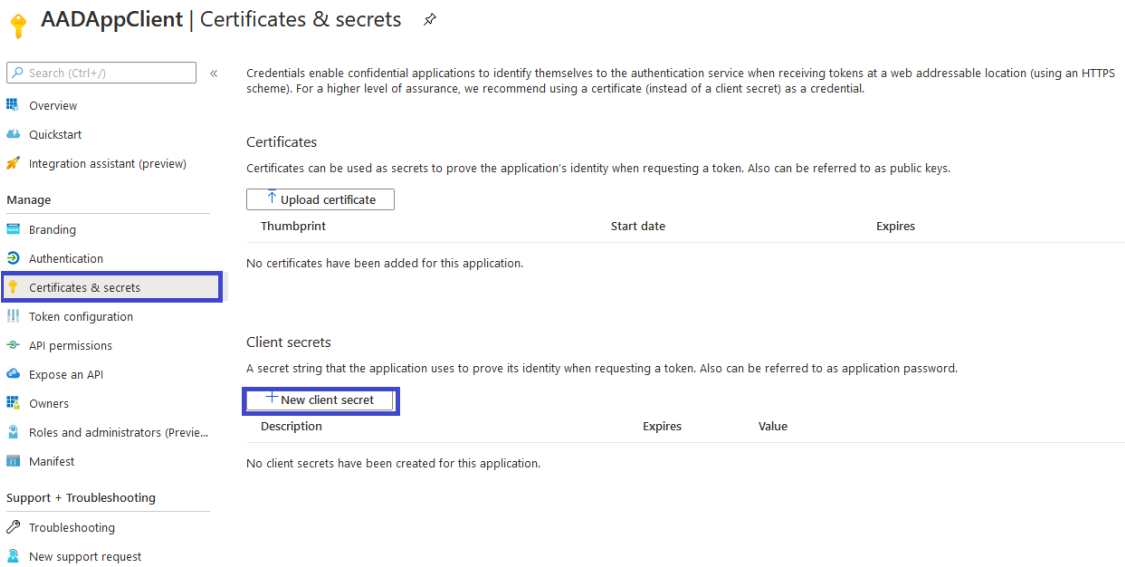 AADAppClient | Certificates & secrets
Search (Ctrl+/)
«
Overview
Quickstart
Integration assistant (preview)
Manage
Branding
Authentication
Certificates & secrets
Token configuration
API permissions
Expose an API
Owners
Roles and administrators (Previe...
Manifest
Support + Troubleshooting
Troubleshooting
New support request
Credentials enable confidential applications to identify themselves to the authentication service when receiving tokens at a web addressable location (using an HTTPS
scheme). For a higher level of assurance, we recommend using a certificate (instead of a client secret) as a credential.
Certificates
Certificates can be used as secrets to prove the application's identity when requesting a token. Also can be referred to as public keys.
Upload certificate
Thumbprint Start date Expires
No certificates have been added for this application.
Client secrets
A secret string that the application uses to prove its identity when requesting a token. Also can be referred to as application password.
New client secret
Description Expires Value
No client secrets have been created for this application.